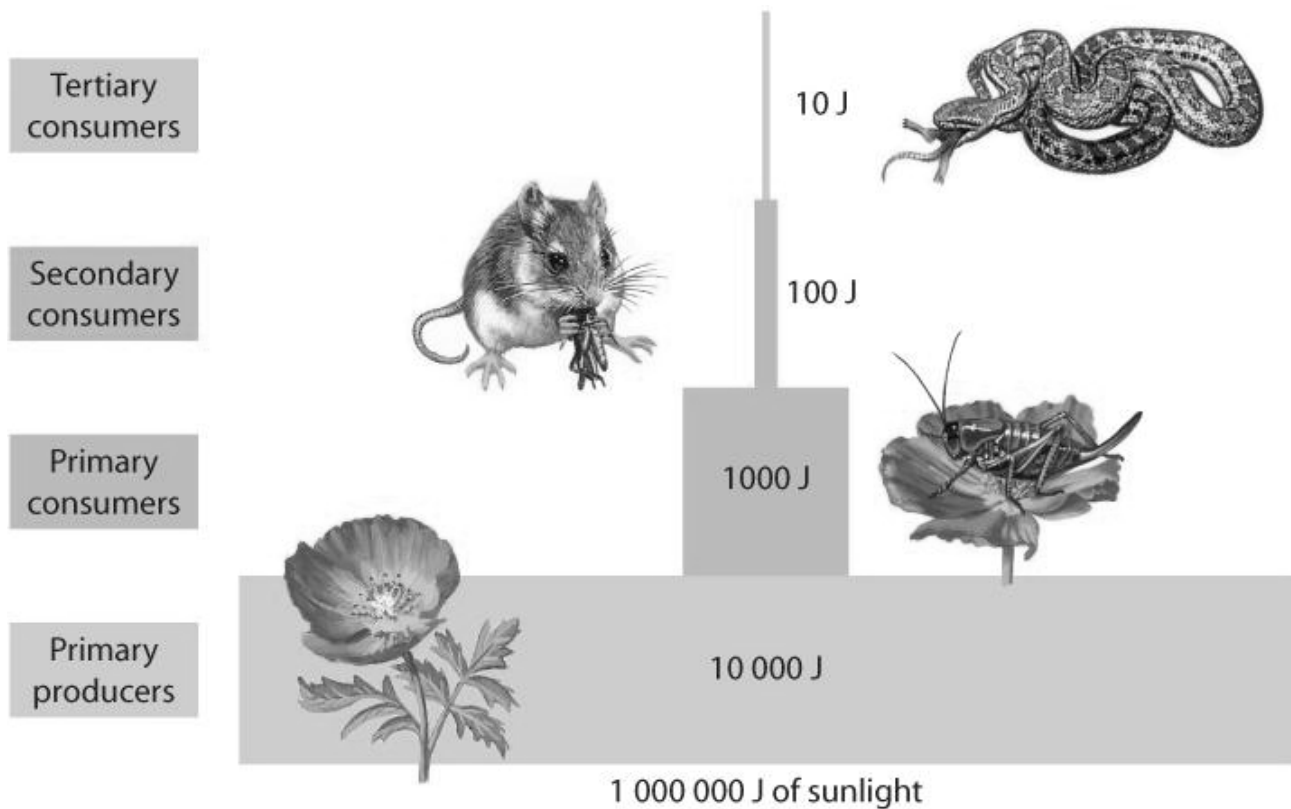 Tertiary
consumers
10 J
Secondary
consumers
100 J
Primary
consumers
1000 J
Primary
producers
10 000 J
1 000 000 J of sunlight